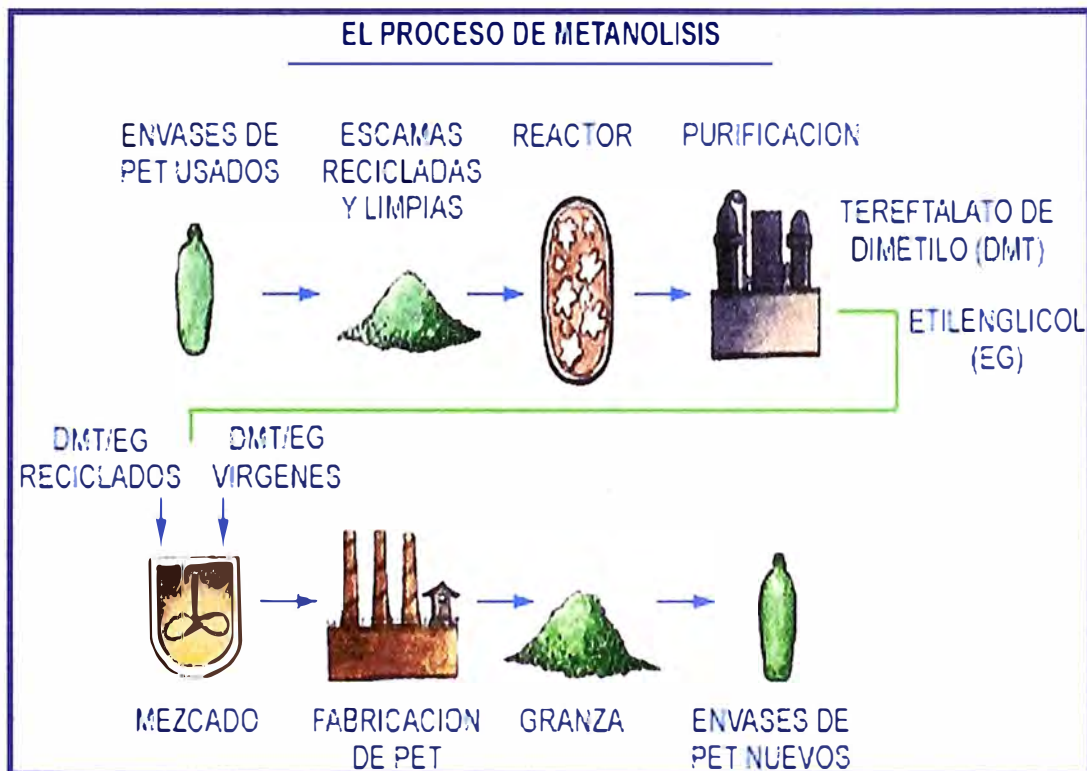 EL PROCESO DE METANOLISIS
ENVASES DE
PET USADOS
ESCAMAS
RECICLADAS
Y LIMPIAS
REACTOR
PURIFICACION
TEREFTALATO DE
DIMETILO (DMT)
ETILENGLICOL
(EG)
DMT/EG
RECICLADOS
DMT/EG
VIRGENES
MEZCADO
FABRICACION
DE PET
GRANZA
ENVASES DE
PET NUEVOS